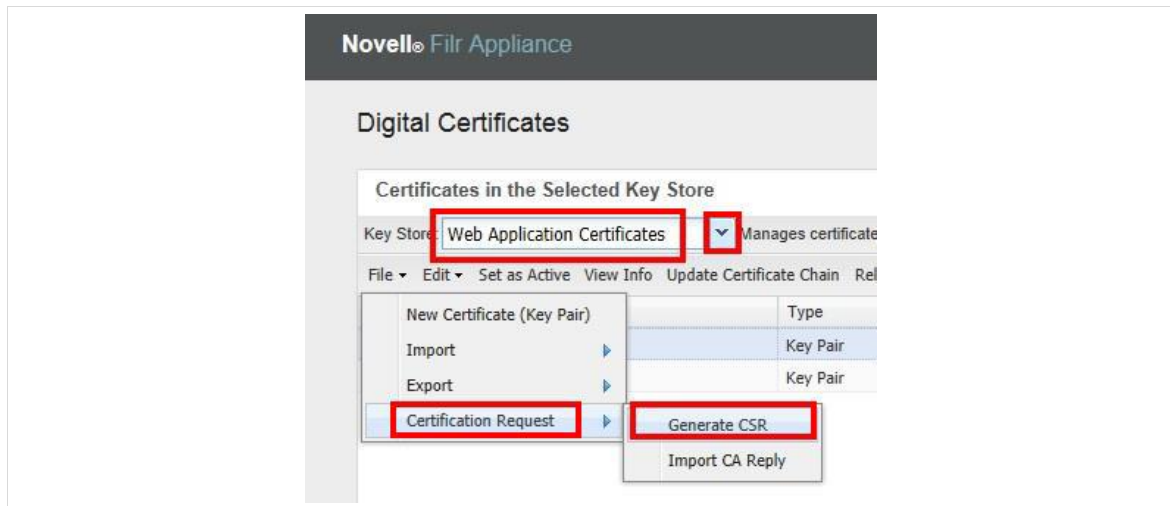 Novell® Filr Appliance
Digital Certificates
Certificates in the Selected Key Store
Key Store: Web Application Certificates Manages certificate
File Edit Set as Active View Info Update Certificate Chain Rel
New Certificate (Key Pair) Type
Import Key Pair
Export Key Pair
Certification Request Generate CSR
Import CA Reply